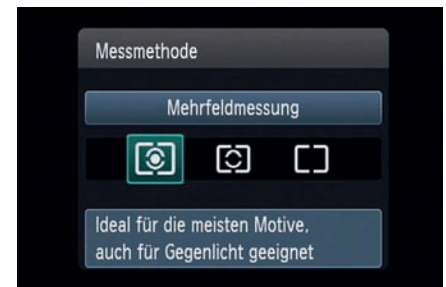 Messmethode
Mehrfeldmessung
Ideal für die meisten Motive,
auch für Gegenlicht geeignet